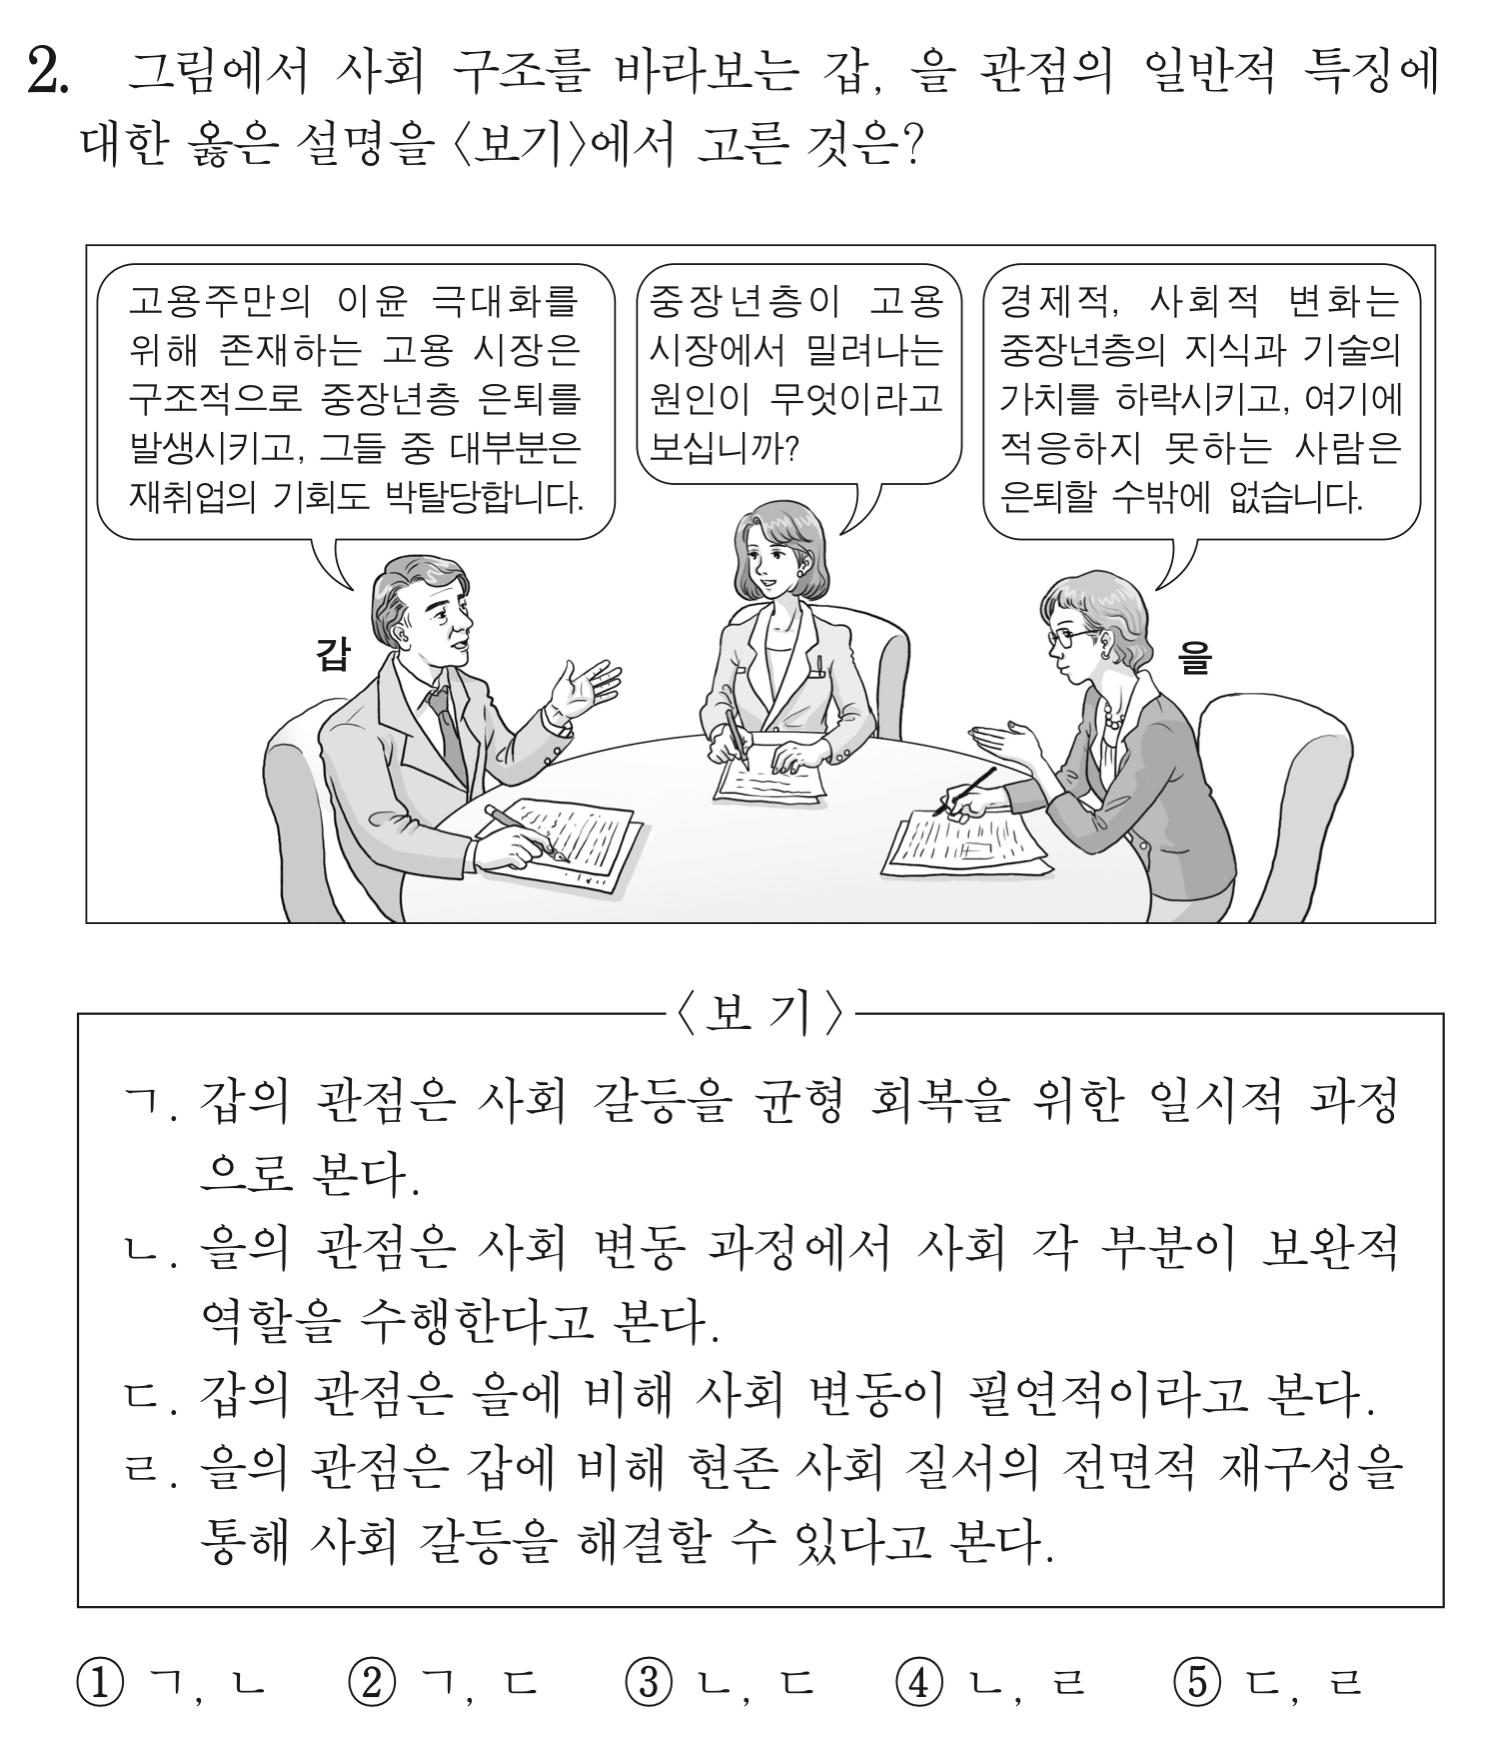 2. 그림에서 사회 구조를 바라보는 갑, 을 관점의 일반적 특징에
대한 옳은 설명을 〈보기〉에서 고른 것은?
고용주만의 이윤 극대화를
위해 존재하는 고용 시장은
구조적으로 중장년층 은퇴를
발생시키고, 그들 중 대부분은
재취업의 기회도 박탈당합니다.
중장년층이 고용
시장에서 밀려나는
원인이 무엇이라고
보십니까?
경제적, 사회적 변화는
중장년층의 지식과 기술의
가치를 하락시키고, 여기에
적응하지 못하는 사람은
은퇴할 수밖에 없습니다.
갑
을
〈보 기〉
ㄱ. 갑의 관점은 사회 갈등을 균형 회복을 위한 일시적 과정
으로 본다.
ㄴ. 을의 관점은 사회 변동 과정에서 사회 각 부분이 보완적
역할을 수행한다고 본다.
ㄷ. 갑의 관점은 을에 비해 사회 변동이 필연적이라고 본다.
ㄹ. 을의 관점은 갑에 비해 현존 사회 질서의 전면적 재구성을
통해 사회 갈등을 해결할 수 있다고 본다.
① ㄱ, ㄴ ② ㄱ, ㄷ ③ ㄴ, ㄷ ④ ㄴ, ㄹ ⑤ ㄷ, ㄹ